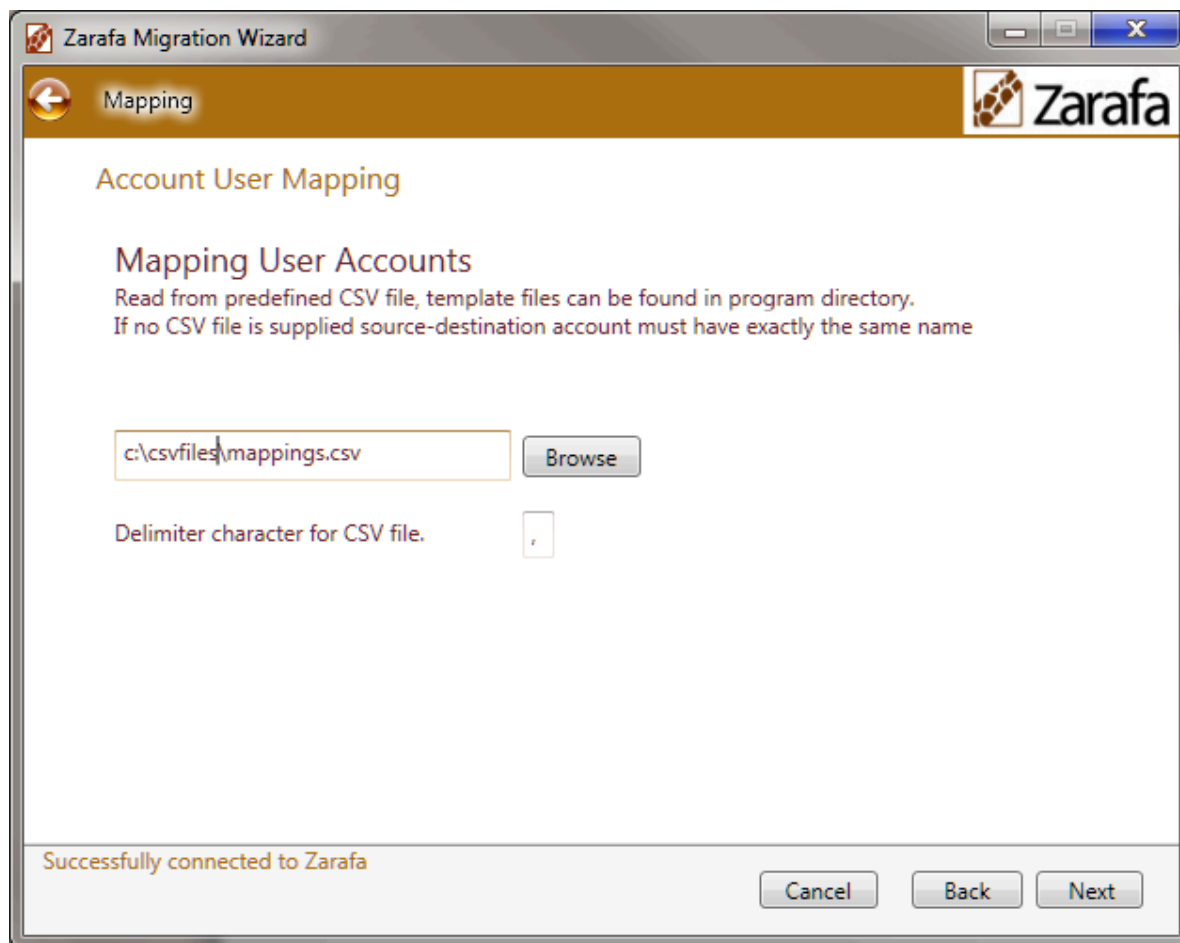 Zarafa Migration Wizard
Mapping
Zarafa
Account User Mapping
Mapping User Accounts
Read from predefined CSV file, template files can be found in program directory.
If no CSV file is supplied source-destination account must have exactly the same name
c:\csvfiles\mappings.csv
Browse
Delimiter character for CSV file.
,
Successfully connected to Zarafa
Cancel
Back
Next